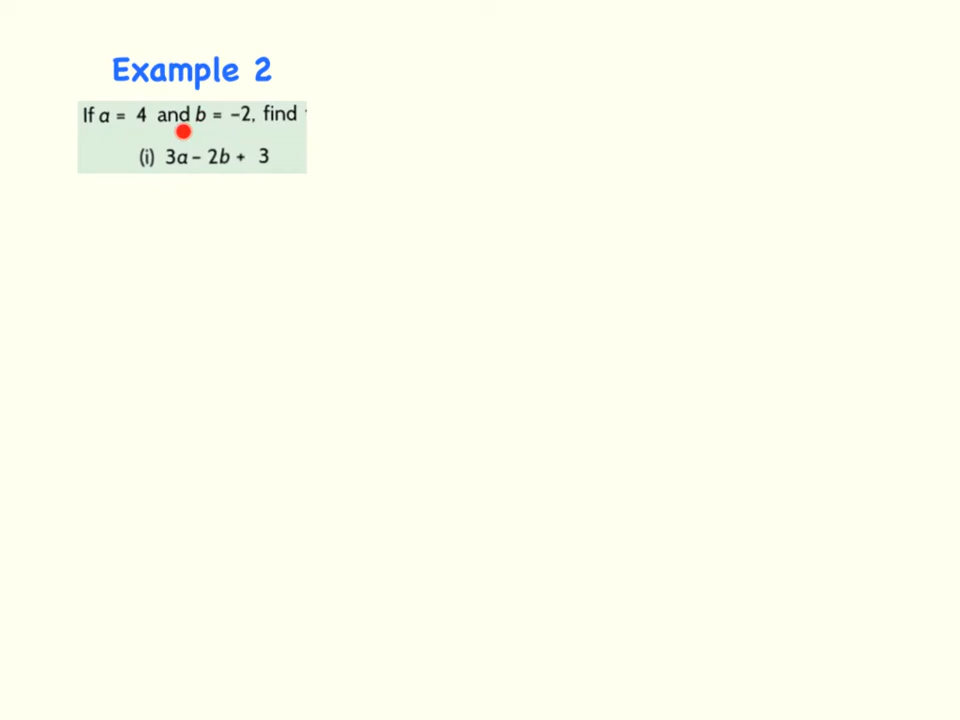 Example 2
If a = 4 and b = −2, find
(i) 3a − 2b + 3